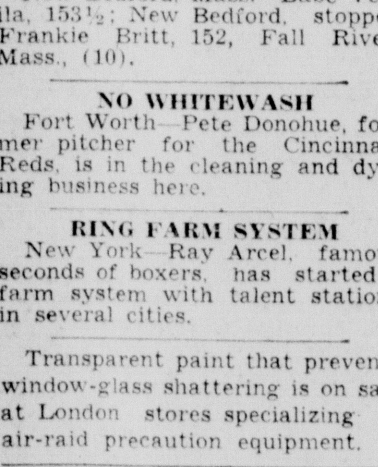 ila, 153½; New Bedford, stopp
Frankie Britt, 152, Fall Rive
Mass., (10).
NO WHITEWASH
Fort Worth—Pete Donohue, fo
mer pitcher for the Cincinna
Reds, is in the cleaning and dy
ing business here.
RING FARM SYSTEM
New York—Ray Arcel, famo
seconds of boxers, has started
farm system with talent statio
in several cities.
Transparent paint that preven
window-glass shattering is on sa
at London stores specializing
air-raid precaution equipment.